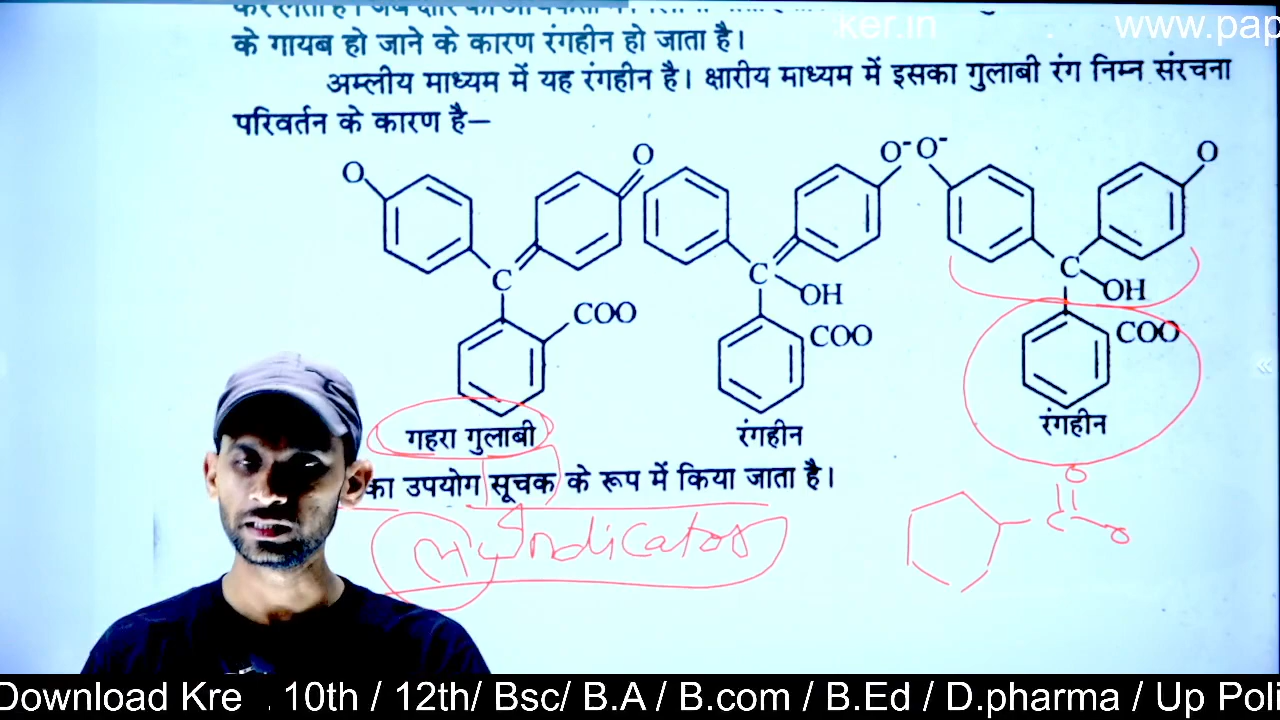 ker.in . www.pap
के गायब हो जाने के कारण रंगहीन हो जाता है।
अम्लीय माध्यम में यह रंगहीन है। क्षारीय माध्यम में इसका गुलाबी रंग निम्न संरचना
परिवर्तन के कारण है—
O O O⁻ O⁻ O
C C OH C OH
COO COO COO
गहरा गुलाबी रंगहीन रंगहीन
का उपयोग सूचक के रूप में किया जाता है।
Indicator
O
C
Download Kre . 10th / 12th/ Bsc/ B.A / B.com / B.Ed / D.pharma / Up Poli